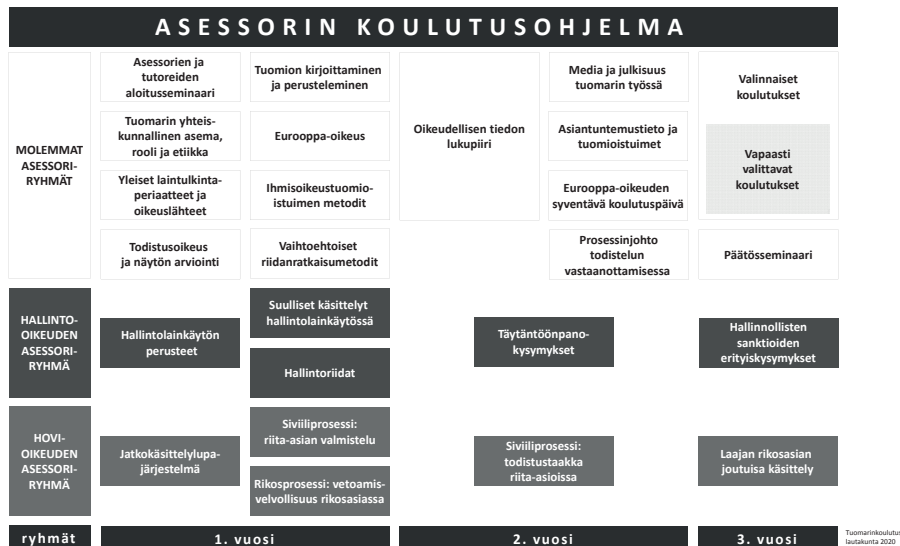 ASESSORIN KOULUTUSOHJELMA
MOLEMMAT
ASESSORI-
RYHMÄT
Asessorien ja
tutoreiden
aloitusseminaari
Tuomarin yhteis-
kunnallinen asema,
rooli ja etiikka
Yleiset laintulkinta-
periaatteet ja
oikeuslähteet
Todistusoikeus
ja näytön arviointi
Tuomion kirjoittaminen
ja perusteleminen
Eurooppa-oikeus
Ihmisoikeustuomio-
istuimen metodit
Vaihtoehtoiset
riidanratkaisumetodit
Oikeudellisen tiedon
lukupiiri
Media ja julkisuus
tuomarin työssä
Asiantuntemustieto ja
tuomioistuimet
Eurooppa-oikeuden
syventävä koulutuspäivä
Prosessinjohto
todistelun
vastaanottamisessa
Valinnaiset
koulutukset
Vapaasti
valittavat
koulutukset
Päätösseminaari
HALLINTO-
OIKEUDEN
ASESSORI-
RYHMÄ
Hallintolainkäytön
perusteet
Suulliset käsittelyt
hallintolainkäytössä
Hallintoriidat
Täytäntöönpano-
kysymykset
Hallinnollisten
sanktioiden
erityiskysymykset
HOVI-
OIKEUDEN
ASESSORI-
RYHMÄ
Jatkokäsittelylupa-
järjestelmä
Siviiliprosessi:
riita-asian valmistelu
Rikosprosessi: vetoamis-
velvollisuus rikosasiassa
Siviiliprosessi:
todistustaakka
riita-asioissa
Laajan rikosasian
joutuisa käsittely
ryhmät
1. vuosi
2. vuosi
3. vuosi
Tuomarinkoulutus
lautakunta 2020